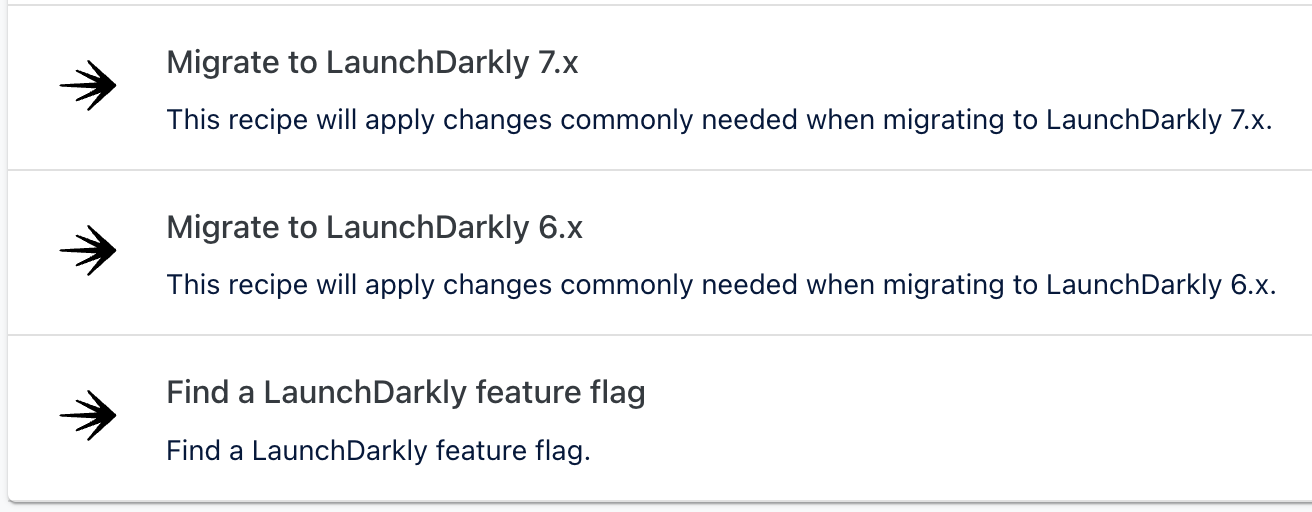 Migrate to LaunchDarkly 7.x
This recipe will apply changes commonly needed when migrating to LaunchDarkly 7.x.
Migrate to LaunchDarkly 6.x
This recipe will apply changes commonly needed when migrating to LaunchDarkly 6.x.
Find a LaunchDarkly feature flag
Find a LaunchDarkly feature flag.